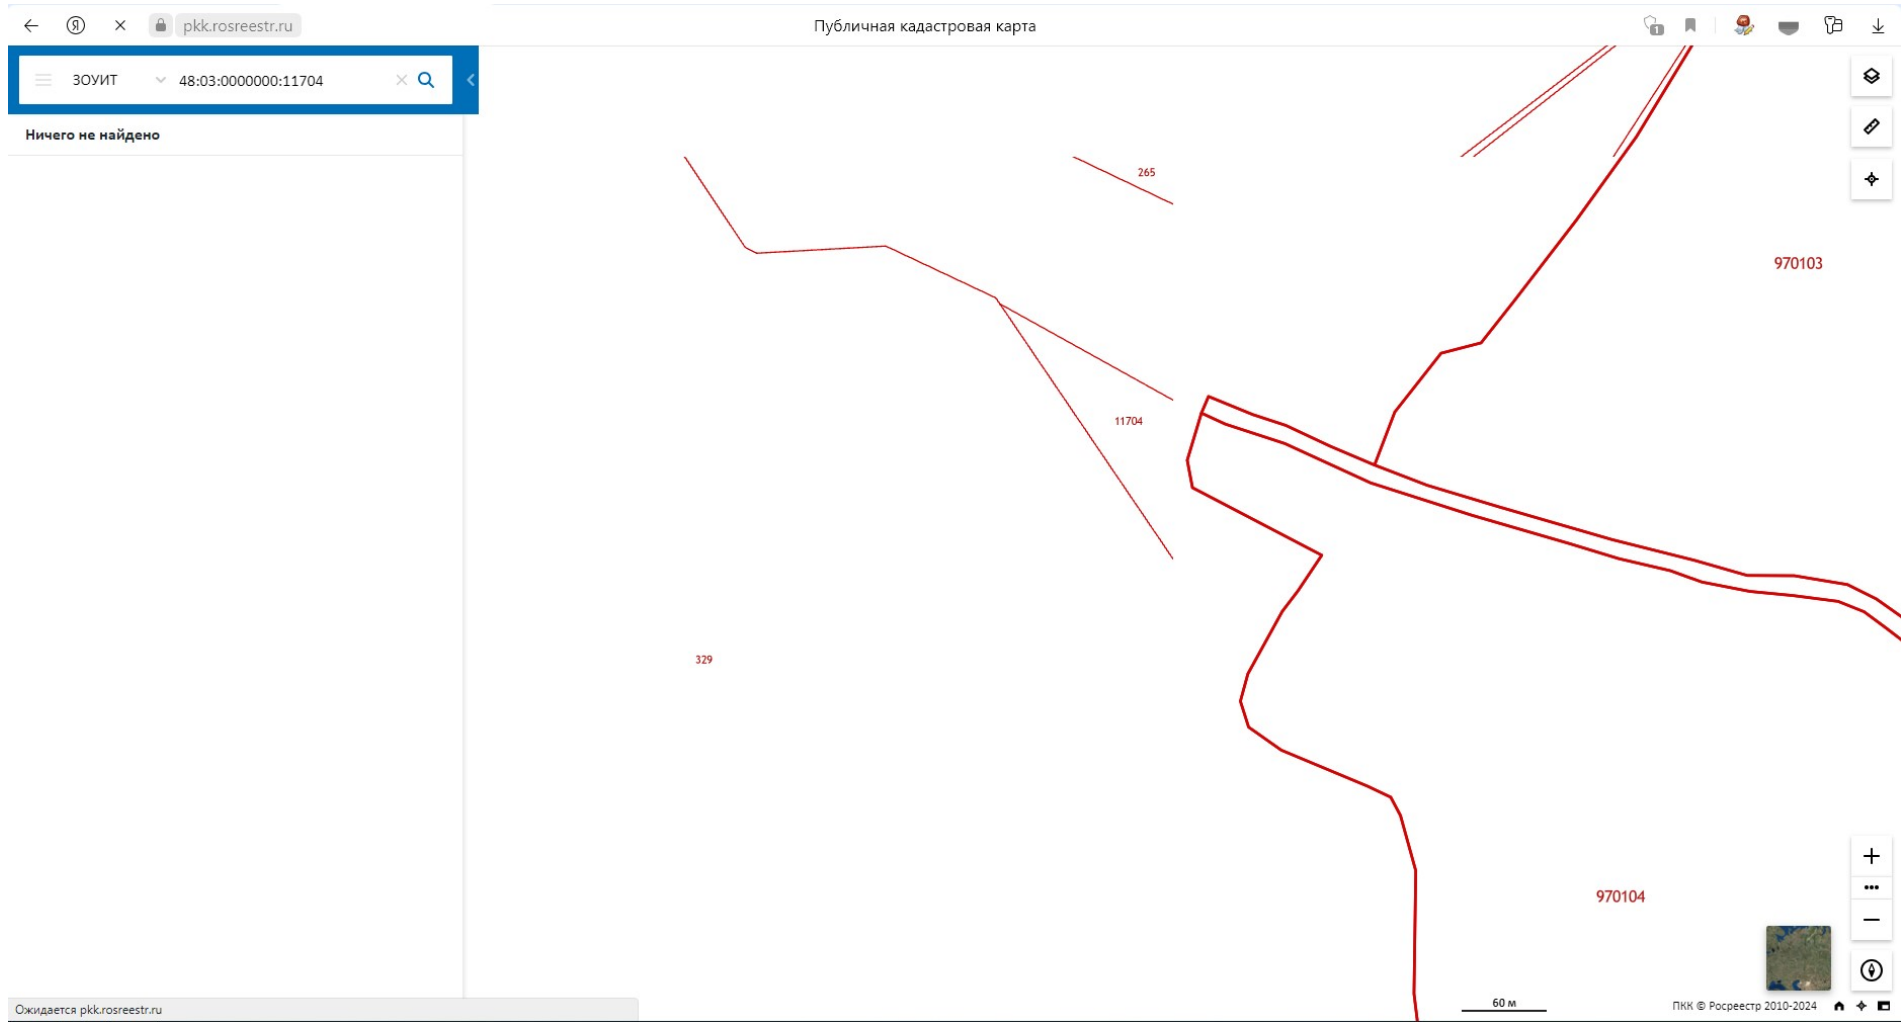 pkk.rosreestr.ru
Публичная кадастровая карта
1
ЗОУИТ
48:03:0000000:11704
Ничего не найдено
265
970103
11704
329
970104
60 м
ПКК © Росреестр 2010-2024
Ожидается pkk.rosreestr.ru